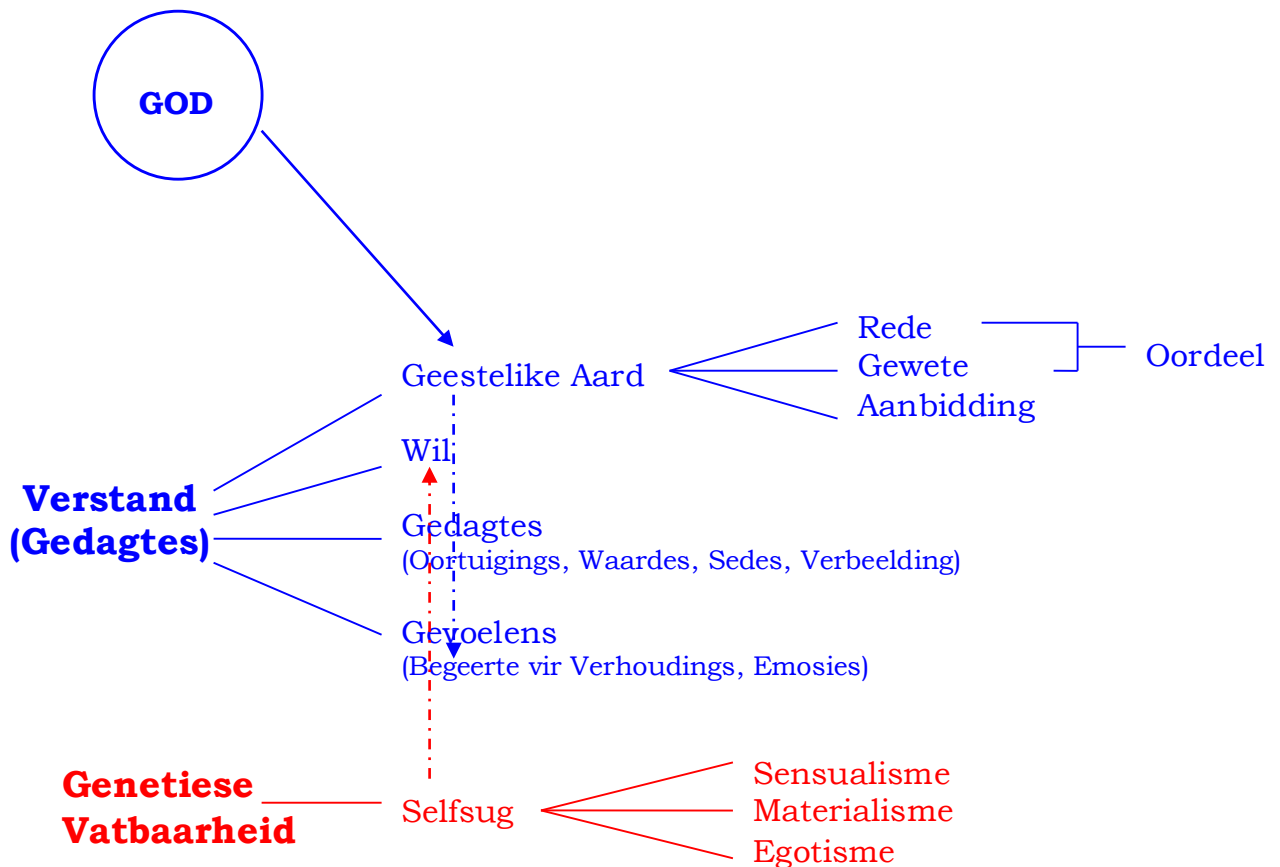 GOD
Rede
Oordeel
Geestelike Aard
Gewete
Aanbidding
Wil
Verstand
(Gedagtes)
Gedagtes
(Oortuigings, Waardes, Sedes, Verbeelding)
Gevoelens
(Begeerte vir Verhoudings, Emosies)
Genetiese
Vatbaarheid
Selfsug
Sensualisme
Materialisme
Egotisme